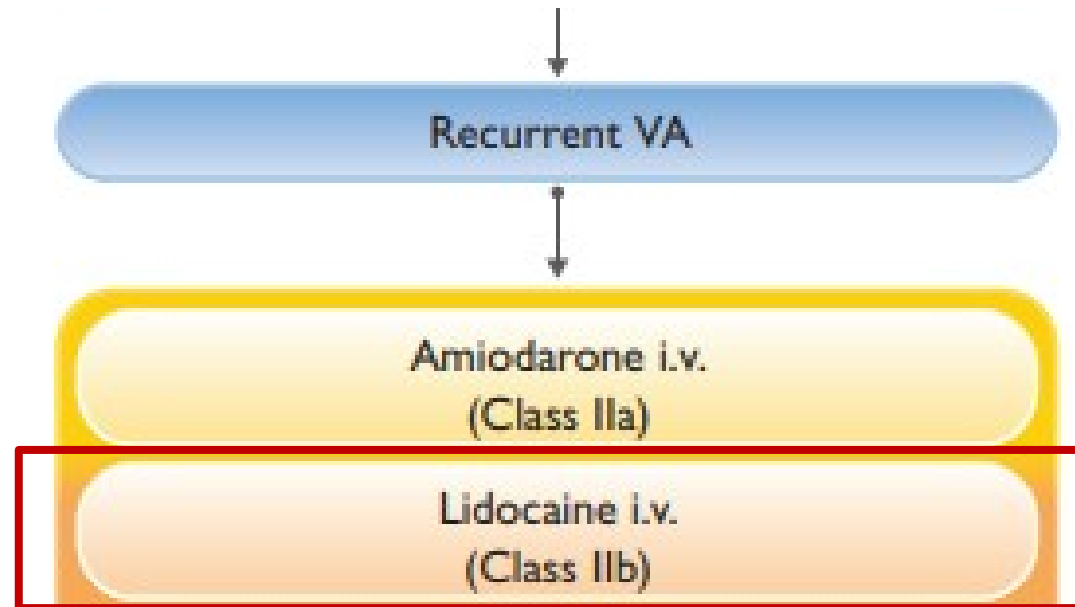 Recurrent VA
Amiodarone i.v.
(Class IIa)
Lidocaine i.v.
(Class IIb)